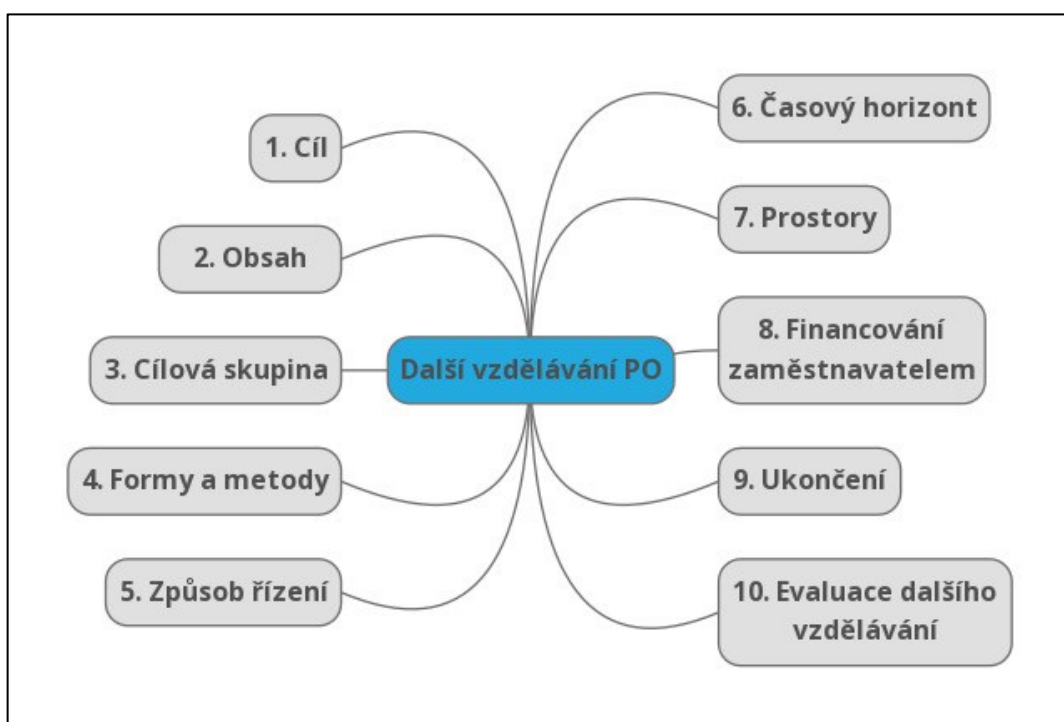 1. Cíl
2. Obsah
3. Cílová skupina
4. Formy a metody
5. Způsob řízení
Další vzdělávání PO
6. Časový horizont
7. Prostory
8. Financování
zaměstnavatelem
9. Ukončení
10. Evaluace dalšího
vzdělávání